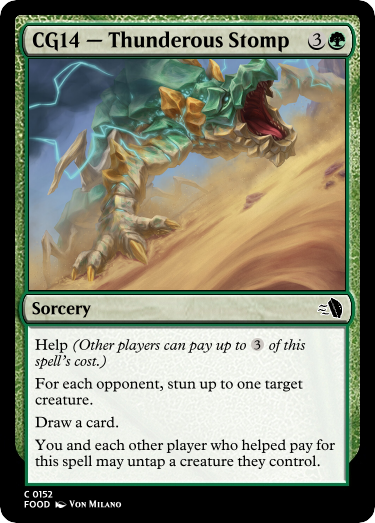 CG14 — Thunderous Stomp 3
Sorcery
Help (Other players can pay up to 3 of this
spell's cost.)
For each opponent, stun up to one target
creature.
Draw a card.
You and each other player who helped pay for
this spell may untap a creature they control.
C 0152
FOOD Von Milano